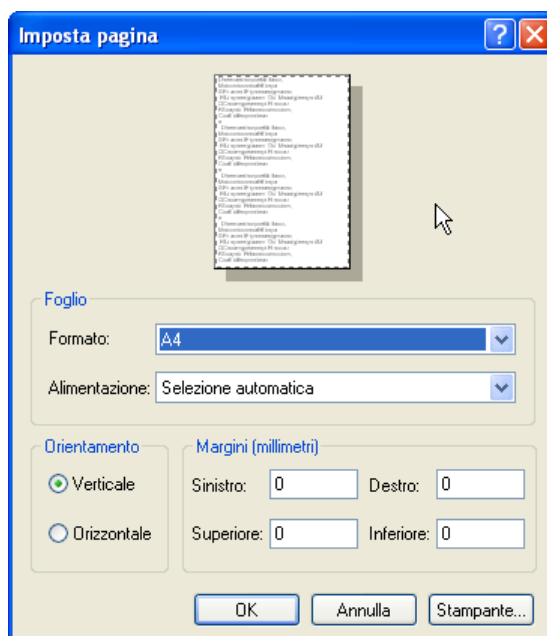 Imposta pagina
Foglio
Formato: A4
Alimentazione: Selezione automatica
Orientamento
Verticale
Orizzontale
Margini (millimetri)
Sinistro: 0 Destro: 0
Superiore: 0 Inferiore: 0
OK Annulla Stampante...